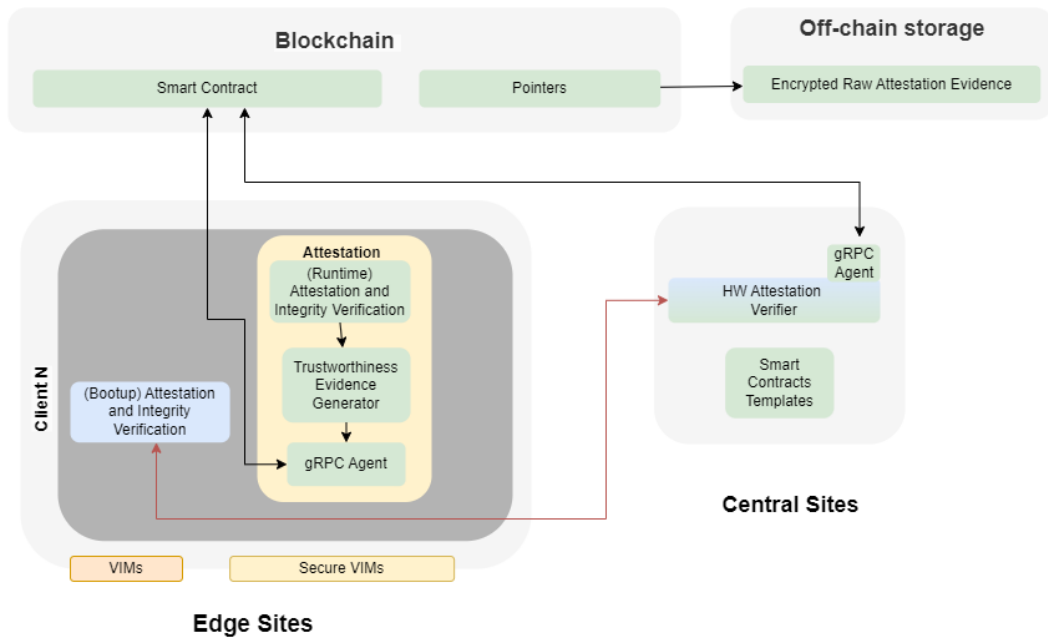 Blockchain
Off-chain storage
Smart Contract
Pointers
Encrypted Raw Attestation Evidence
Client N
Attestation
(Runtime)
Attestation and
Integrity Verification
Trustworthiness
Evidence
Generator
gRPC Agent
(Bootup) Attestation
and Integrity
Verification
VIMs
Secure VIMs
Edge Sites
gRPC
Agent
HW Attestation
Verifier
Smart
Contracts
Templates
Central Sites